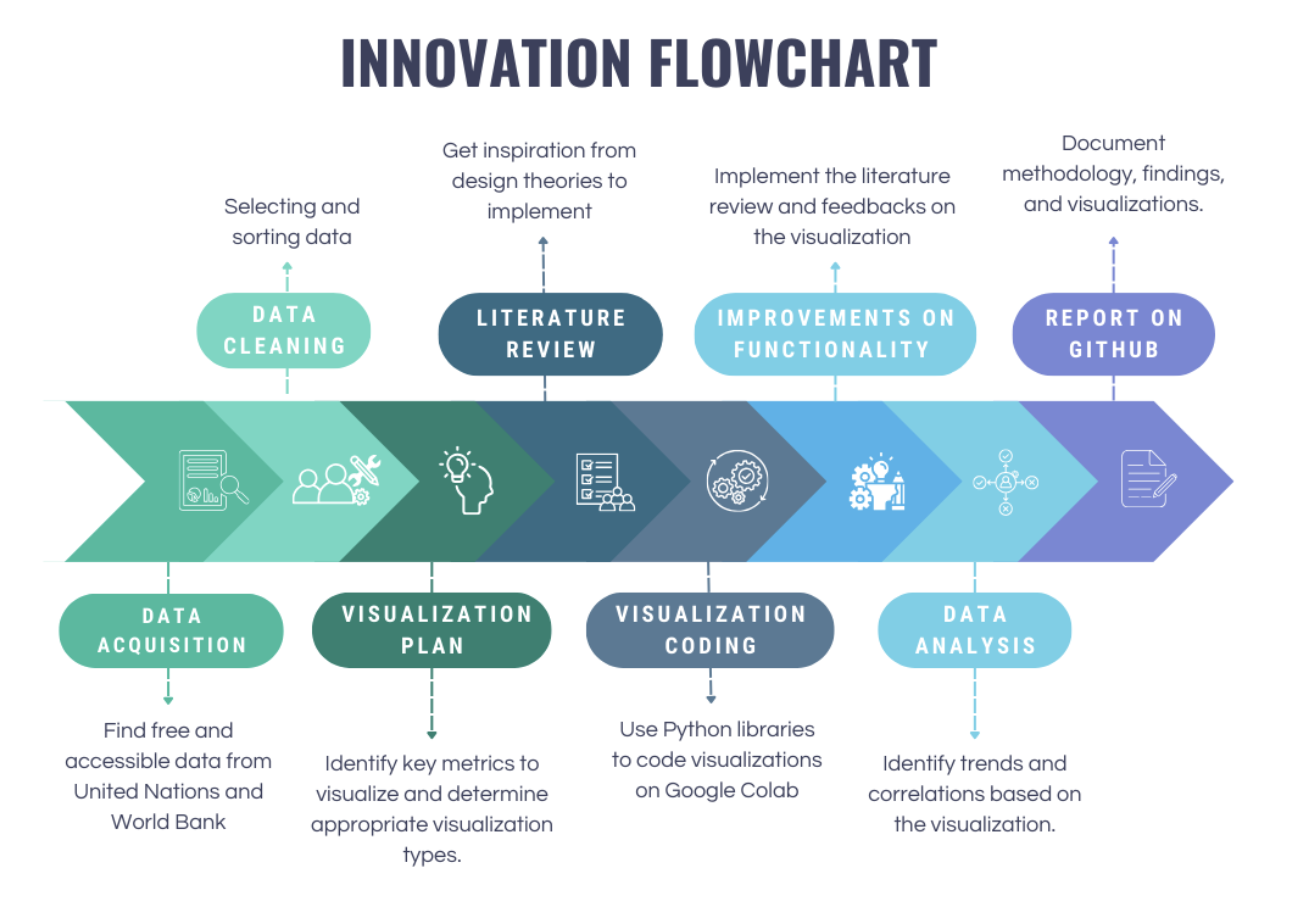 INNOVATION FLOWCHART
Selecting and
sorting data
Get inspiration from
design theories to
implement
Implement the literature
review and feedbacks on
the visualization
Document
methodology, findings,
and visualizations.
DATA
CLEANING
LITERATURE
REVIEW
IMPROVEMENTS ON
FUNCTIONALITY
REPORT ON
GITHUB
DATA
ACQUISITION
VISUALIZATION
PLAN
VISUALIZATION
CODING
DATA
ANALYSIS
Find free and
accessible data from
United Nations and
World Bank
Identify key metrics to
visualize and determine
appropriate visualization
types.
Use Python libraries
to code visualizations
on Google Colab
Identify trends and
correlations based on
the visualization.